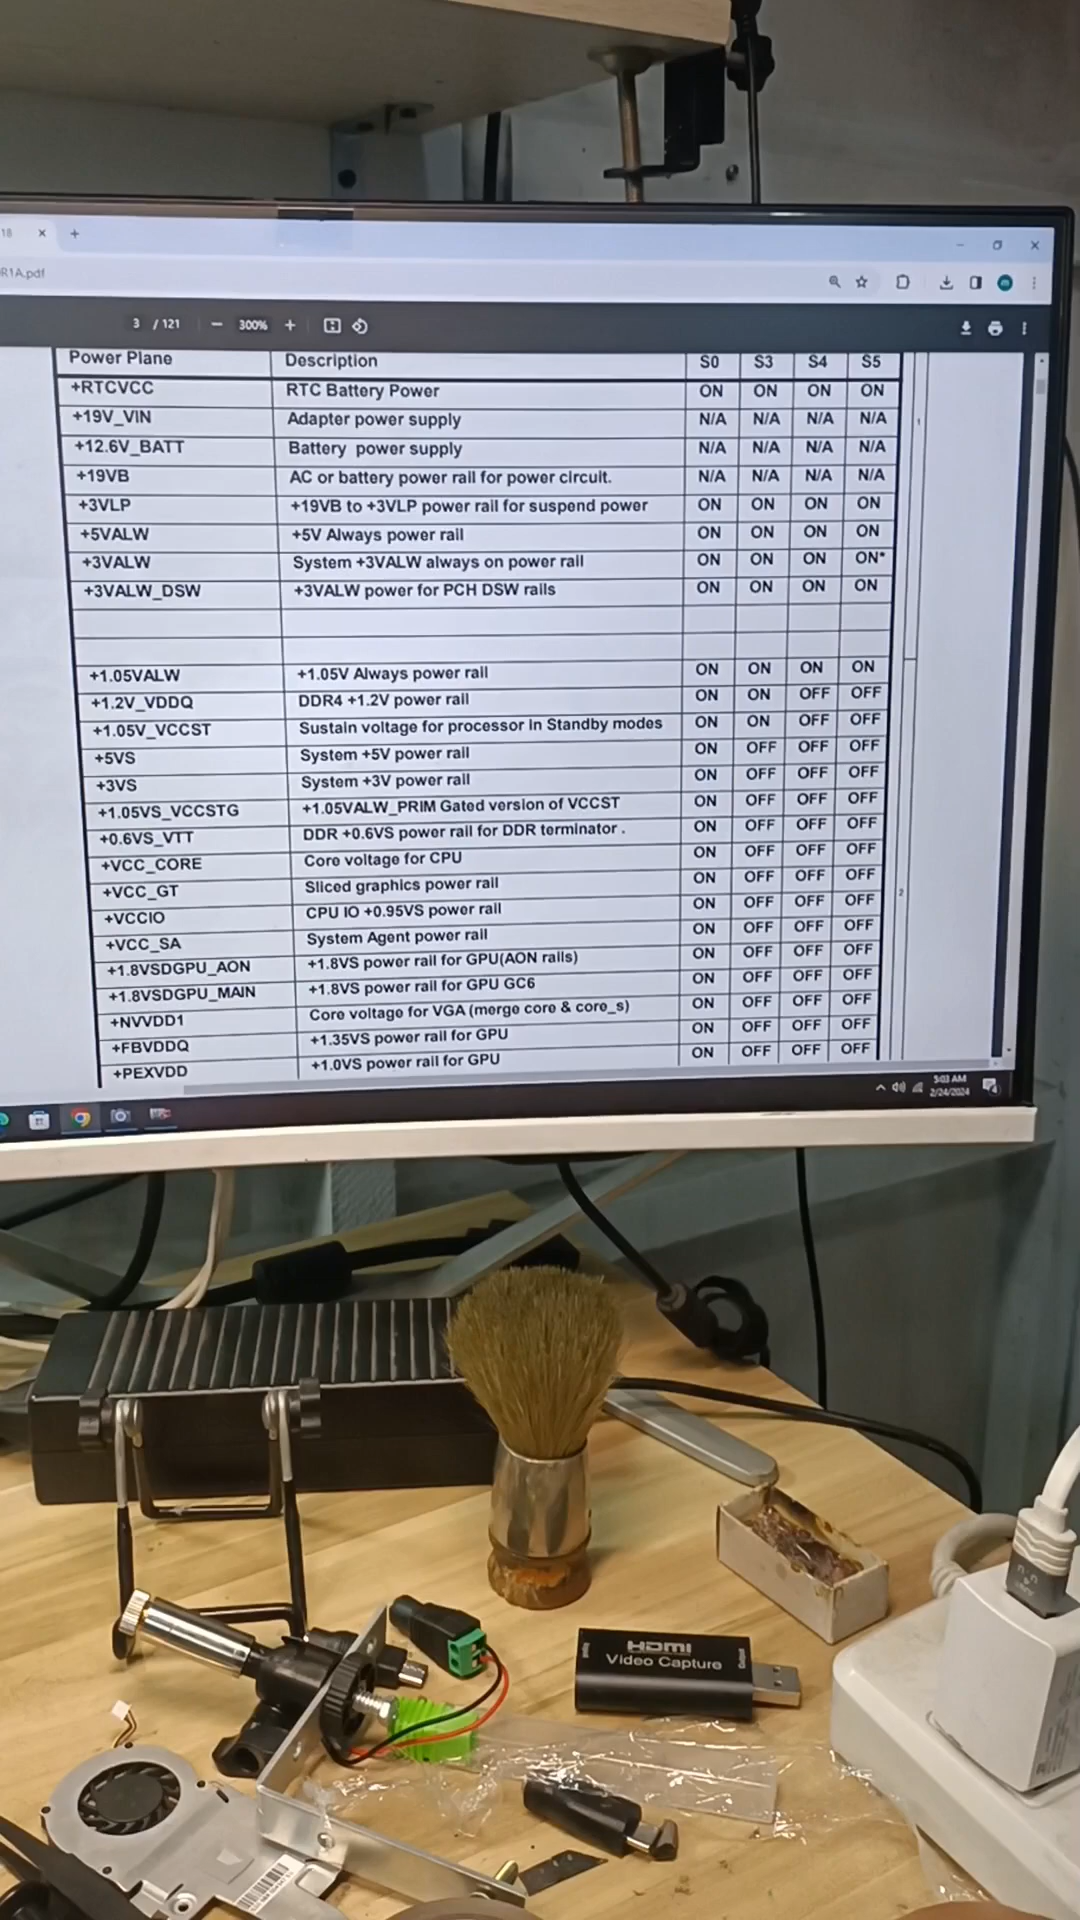 18 × +
R1A.pdf
3 / 121 − 300% +
Power Plane Description S0 S3 S4 S5
+RTCVCC RTC Battery Power ON ON ON ON
+19V_VIN Adapter power supply N/A N/A N/A N/A
+12.6V_BATT Battery power supply N/A N/A N/A N/A
+19VB AC or battery power rail for power circuit. N/A N/A N/A N/A
+3VLP +19VB to +3VLP power rail for suspend power ON ON ON ON
+5VALW +5V Always power rail ON ON ON ON
+3VALW System +3VALW always on power rail ON ON ON ON*
+3VALW_DSW +3VALW power for PCH DSW rails ON ON ON ON
+1.05VALW +1.05V Always power rail ON ON ON ON
+1.2V_VDDQ DDR4 +1.2V power rail ON ON OFF OFF
+1.05V_VCCST Sustain voltage for processor in Standby modes ON ON OFF OFF
+5VS System +5V power rail ON OFF OFF OFF
+3VS System +3V power rail ON OFF OFF OFF
+1.05VS_VCCSTG +1.05VALW_PRIM Gated version of VCCST ON OFF OFF OFF
+0.6VS_VTT DDR +0.6VS power rail for DDR terminator . ON OFF OFF OFF
+VCC_CORE Core voltage for CPU ON OFF OFF OFF
+VCC_GT Sliced graphics power rail ON OFF OFF OFF
+VCCIO CPU IO +0.95VS power rail ON OFF OFF OFF
+VCC_SA System Agent power rail ON OFF OFF OFF
+1.8VSDGPU_AON +1.8VS power rail for GPU(AON rails) ON OFF OFF OFF
+1.8VSDGPU_MAIN +1.8VS power rail for GPU GC6 ON OFF OFF OFF
+NVVDD1 Core voltage for VGA (merge core & core_s) ON OFF OFF OFF
+FBVDDQ +1.35VS power rail for GPU ON OFF OFF OFF
+PEXVDD +1.0VS power rail for GPU ON OFF OFF OFF
1
2
5:03 AM
2/24/2024
HDMI
Video Capture
Output